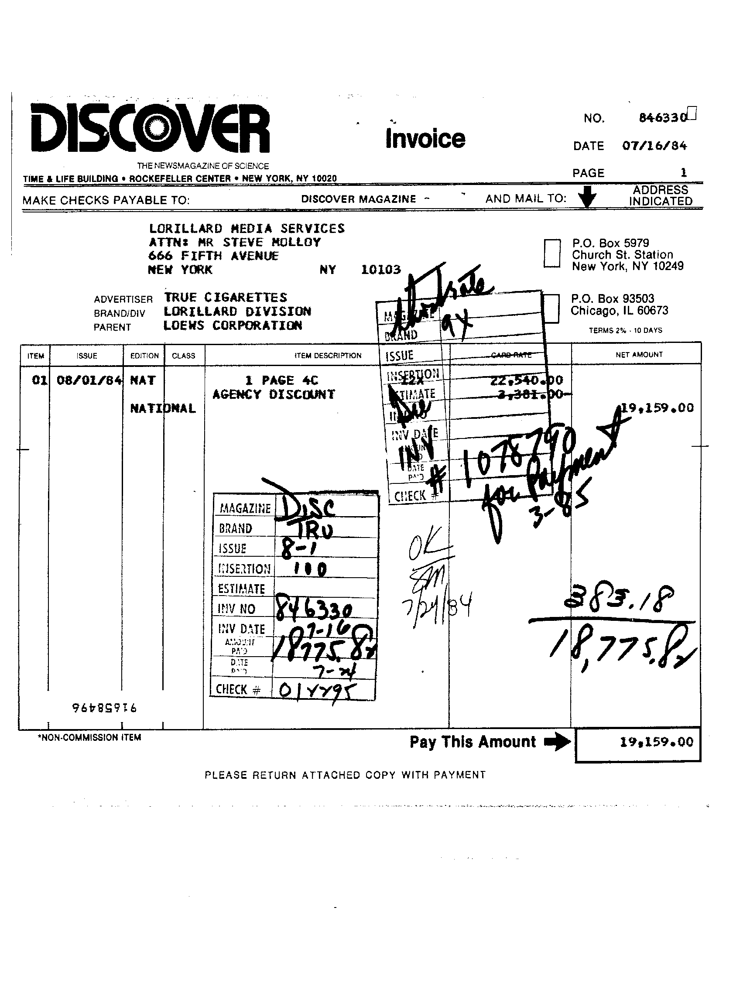 DISCOVER
THE NEWSMAGAZINE OF SCIENCE
TIME & LIFE BUILDING • ROCKEFELLER CENTER • NEW YORK, NY 10020
Invoice
NO. 846330
DATE 07/16/84
PAGE 1
MAKE CHECKS PAYABLE TO: DISCOVER MAGAZINE - AND MAIL TO: ADDRESS INDICATED
LORILLARD MEDIA SERVICES
ATTN: MR STEVE MOLLOY
666 FIFTH AVENUE
NEW YORK NY 10103
P.O. Box 5979
Church St. Station
New York, NY 10249
P.O. Box 93503
Chicago, IL 60673
TERMS 2% - 10 DAYS
ADVERTISER TRUE CIGARETTES
BRAND/DIV LORILLARD DIVISION
PARENT LOEWS CORPORATION
ITEM ISSUE EDITION CLASS ITEM DESCRIPTION CARD RATE NET AMOUNT
01 08/01/84 NAT 1 PAGE 4C 22,540.00
AGENCY DISCOUNT 3,381.00-
NATIONAL 19,159.00
MAGAZINE
BRAND
ISSUE
INSERTION
ESTIMATE
INV DATE
DATE PA'D
CHECK #
9X
INV
# 1078790
for payment
3-85
MAGAZINE DISC
BRAND TRU
ISSUE 8-1
INSERTION 100
ESTIMATE
INV NO 846330
INV DATE 7-16
AMOUNT PA'D 18775.82
DATE PA'D 7-24
CHECK #
OK
SM
7/24/84
383.18
18,775.82
91658496
*NON-COMMISSION ITEM
Pay This Amount 19,159.00
PLEASE RETURN ATTACHED COPY WITH PAYMENT